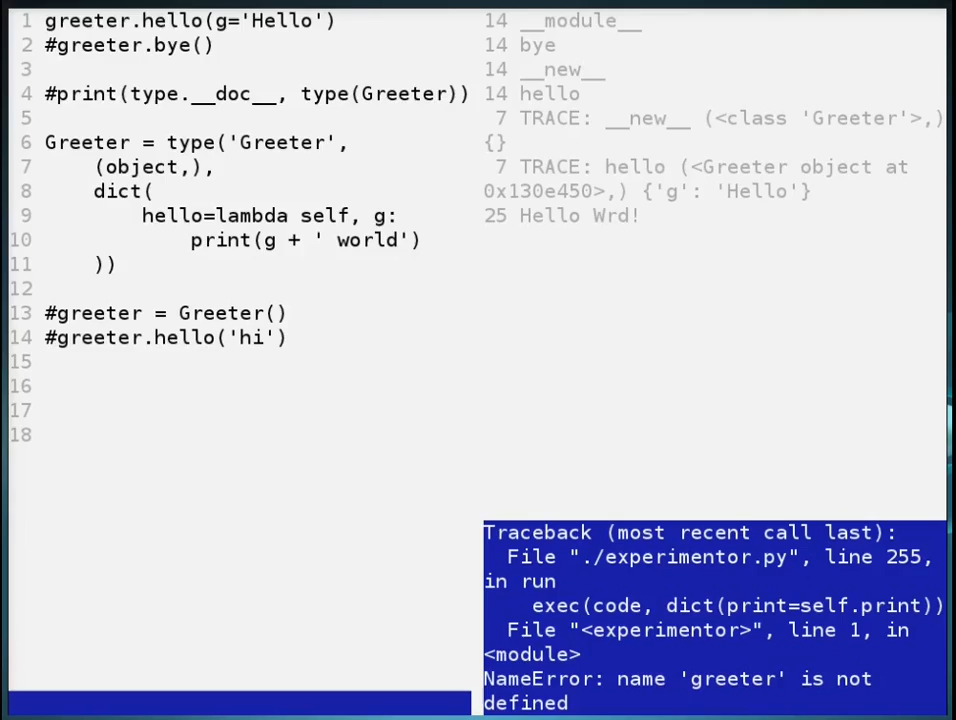 1 greeter.hello(g='Hello')
2 #greeter.bye()
3
4 #print(type.__doc__, type(Greeter))
5
6 Greeter = type('Greeter',
7     (object,),
8     dict(
9         hello=lambda self, g:
10             print(g + ' world')
11     ))
12
13 #greeter = Greeter()
14 #greeter.hello('hi')
15
16
17
18
14 __module__
14 bye
14 __new__
14 hello
7 TRACE: __new__ (<class 'Greeter'>,)
{}
7 TRACE: hello (<Greeter object at
0x130e450>,) {'g': 'Hello'}
25 Hello Wrd!
Traceback (most recent call last):
  File "./experimentor.py", line 255,
in run
    exec(code, dict(print=self.print))
  File "<experimentor>", line 1, in
<module>
NameError: name 'greeter' is not
defined